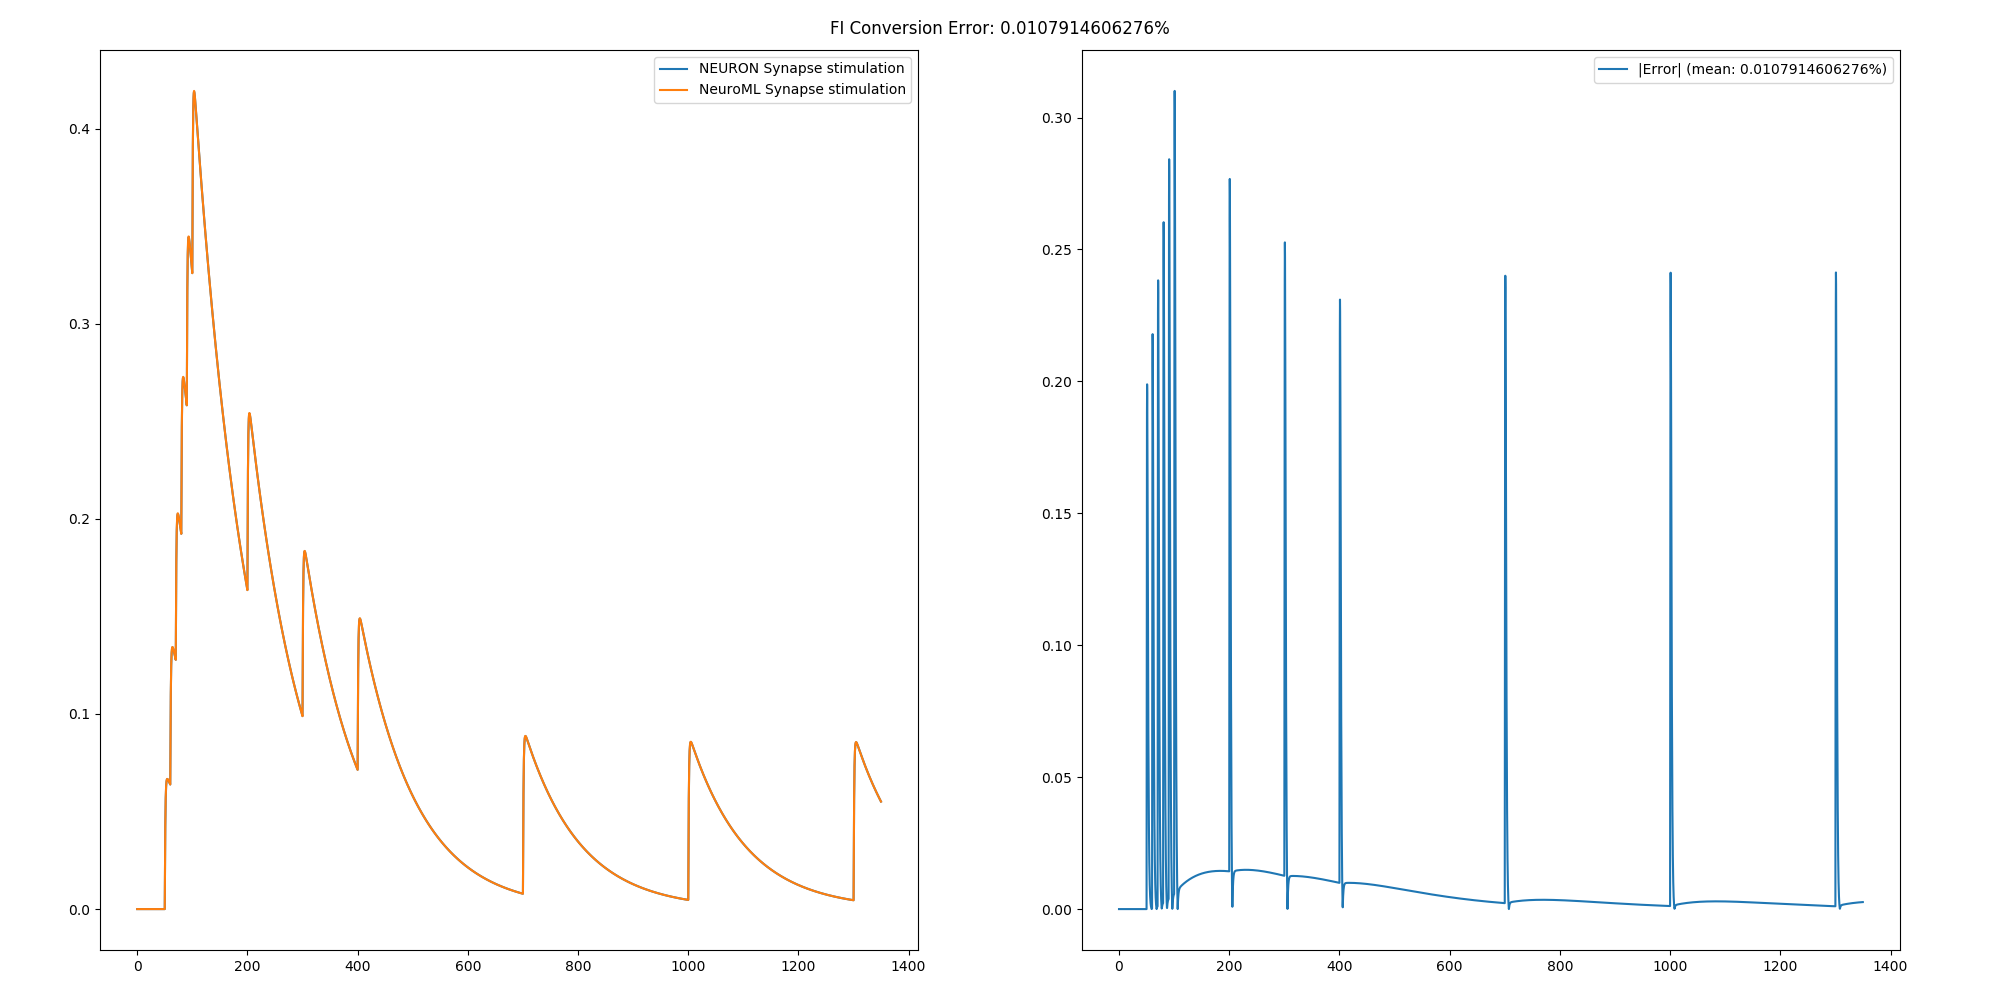 FI Conversion Error: 0.0107914606276%
NEURON Synapse stimulation
NeuroML Synapse stimulation
0.4
0.3
0.2
0.1
0.0
0 200 400 600 800 1000 1200 1400
|Error| (mean: 0.0107914606276%)
0.30
0.25
0.20
0.15
0.10
0.05
0.00
0 200 400 600 800 1000 1200 1400